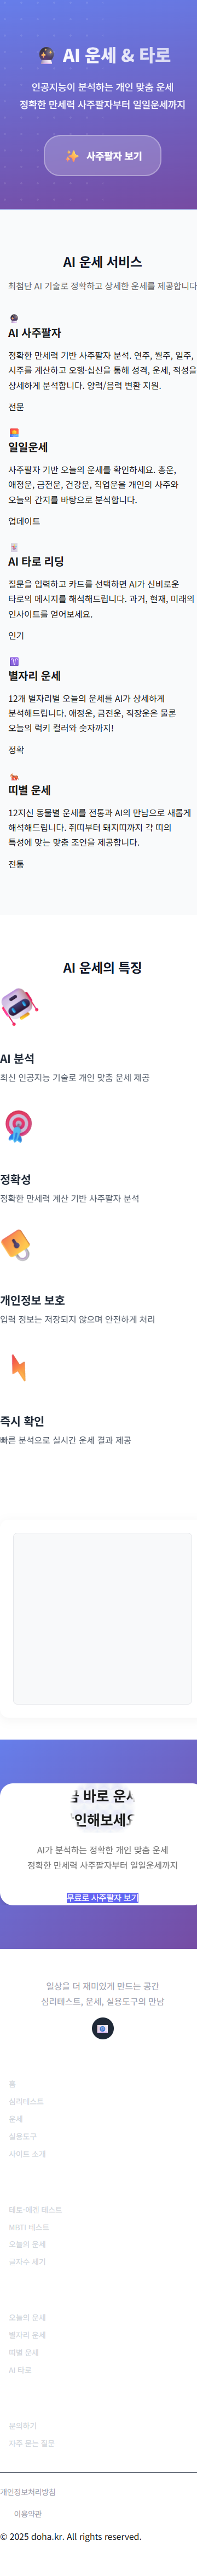 AI 운세 & 타로
인공지능이 분석하는 개인 맞춤 운세
정확한 만세력 사주팔자부터 일일운세까지
사주팔자 보기
AI 운세 서비스
최첨단 AI 기술로 정확하고 상세한 운세를 제공합니다
AI 사주팔자
정확한 만세력 기반 사주팔자 분석. 연주, 월주, 일주,
시주를 계산하고 오행·십신을 통해 성격, 운세, 적성을
상세하게 분석합니다. 양력/음력 변환 지원.
전문
일일운세
사주팔자 기반 오늘의 운세를 확인하세요. 총운,
애정운, 금전운, 건강운, 직업운을 개인의 사주와
오늘의 간지를 바탕으로 분석합니다.
업데이트
AI 타로 리딩
질문을 입력하고 카드를 선택하면 AI가 신비로운
타로의 메시지를 해석해드립니다. 과거, 현재, 미래의
인사이트를 얻어보세요.
인기
별자리 운세
12개 별자리별 오늘의 운세를 AI가 상세하게
분석해드립니다. 애정운, 금전운, 직장운은 물론
오늘의 럭키 컬러와 숫자까지!
정확
띠별 운세
12지신 동물별 운세를 전통과 AI의 만남으로 새롭게
해석해드립니다. 쥐띠부터 돼지띠까지 각 띠의
특성에 맞는 맞춤 조언을 제공합니다.
전통
AI 운세의 특징
AI 분석
최신 인공지능 기술로 개인 맞춤 운세 제공
정확성
정확한 만세력 계산 기반 사주팔자 분석
개인정보 보호
입력 정보는 저장되지 않으며 안전하게 처리
즉시 확인
빠른 분석으로 실시간 운세 결과 제공
바로 운세
인해보세요
AI가 분석하는 정확한 개인 맞춤 운세
정확한 만세력 사주팔자부터 일일운세까지
무료로 사주팔자 보기
일상을 더 재미있게 만드는 공간
심리테스트, 운세, 실용도구의 만남
홈
심리테스트
운세
실용도구
사이트 소개
테토-에겐 테스트
MBTI 테스트
오늘의 운세
글자수 세기
오늘의 운세
별자리 운세
띠별 운세
AI 타로
문의하기
자주 묻는 질문
개인정보처리방침
이용약관
© 2025 doha.kr. All rights reserved.